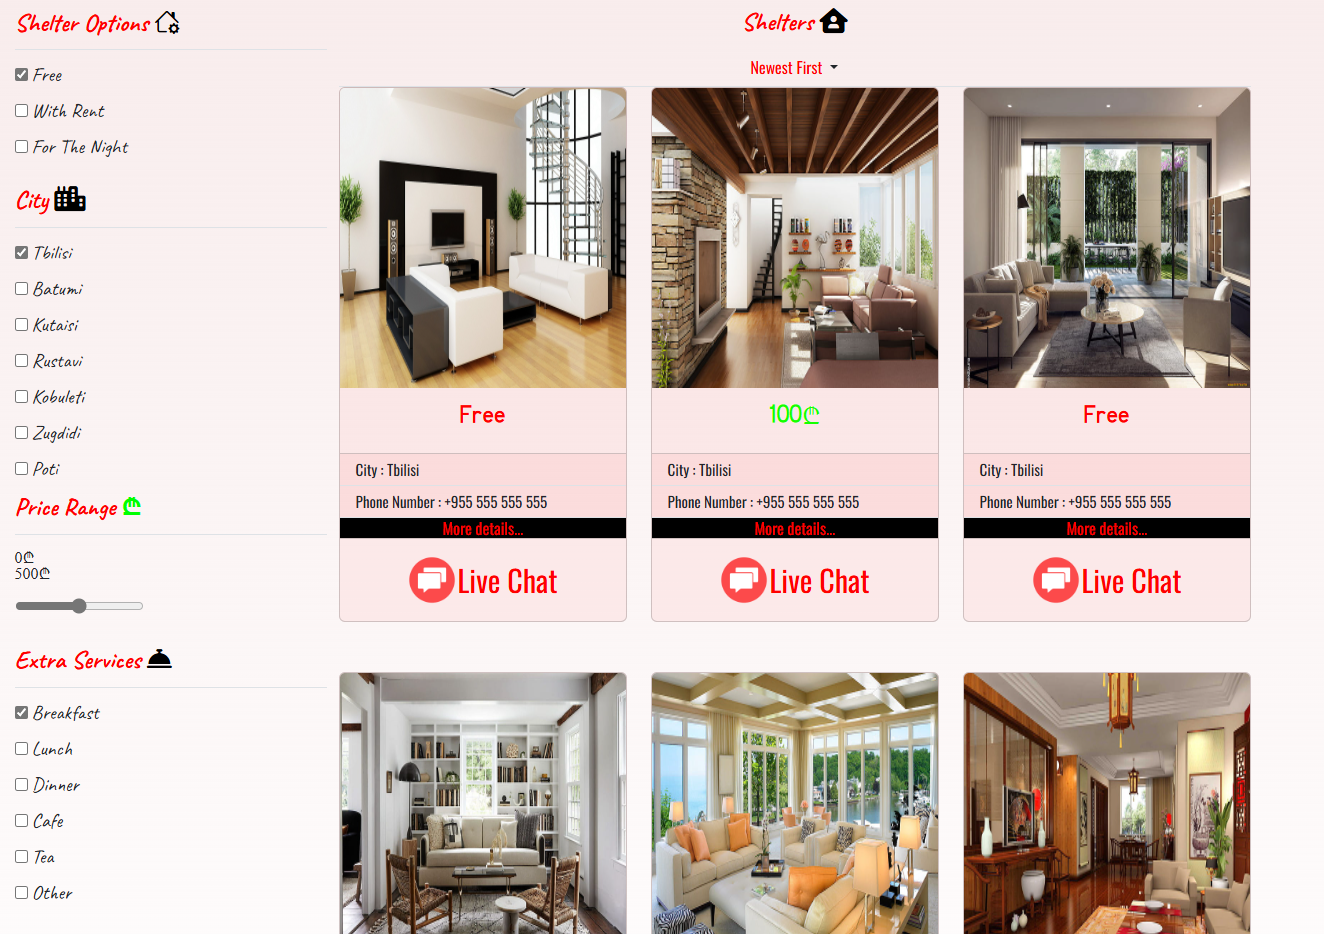 Shelter Options
Free
With Rent
For The Night
City
Tbilisi
Batumi
Kutaisi
Rustavi
Kobuleti
Zugdidi
Poti
Price Range ₾
0₾
500₾
Extra Services
Breakfast
Lunch
Dinner
Cafe
Tea
Other
Shelters
Newest First
Free
City : Tbilisi
Phone Number : +955 555 555 555
More details...
Live Chat
100₾
City : Tbilisi
Phone Number : +955 555 555 555
More details...
Live Chat
Free
City : Tbilisi
Phone Number : +955 555 555 555
More details...
Live Chat